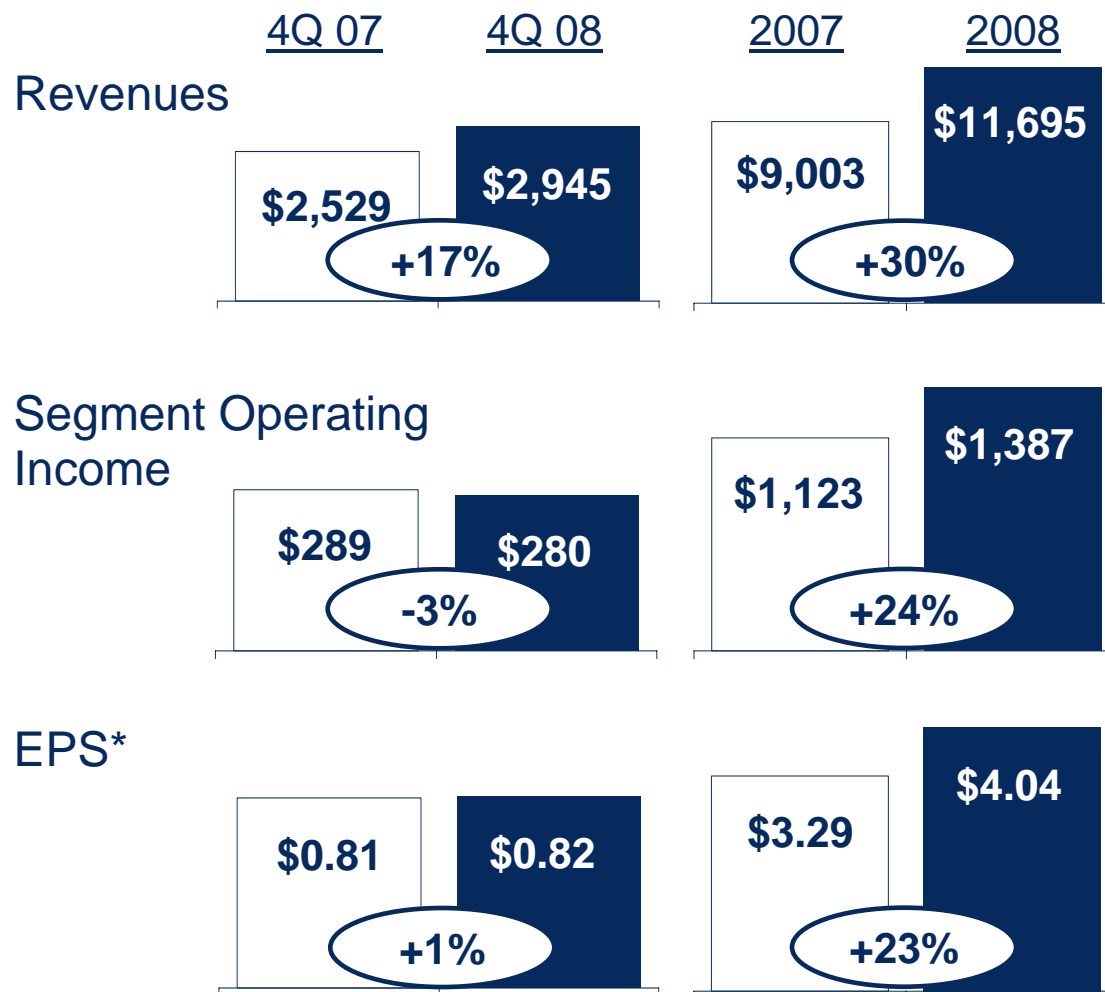 4Q 07 4Q 08 2007 2008
Revenues
$2,529 $2,945 $9,003 $11,695
+17% +30%
Segment Operating
Income
$289 $280 $1,123 $1,387
-3% +24%
EPS*
$0.81 $0.82 $3.29 $4.04
+1% +23%